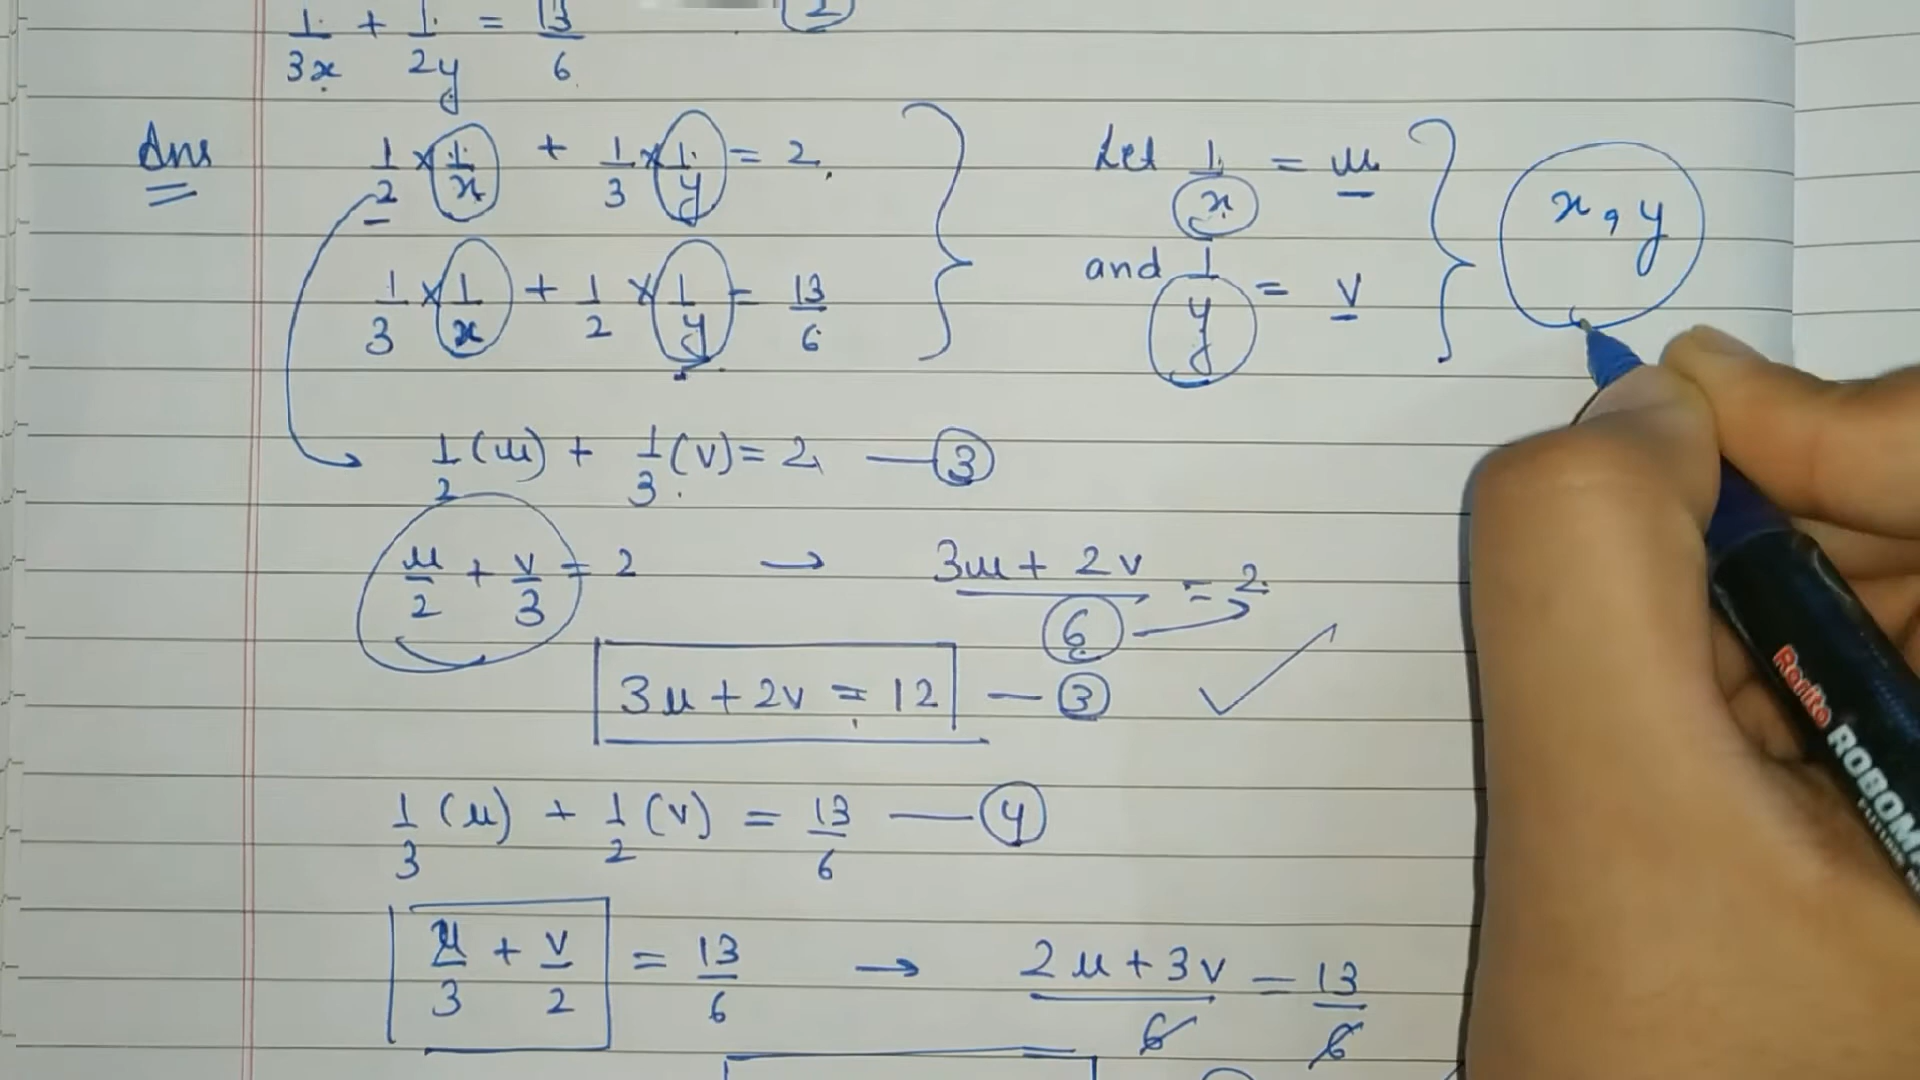 1/3x + 1/2y = 13/6 2
Ans 1/2 × 1/x + 1/3 × 1/y = 2 Let 1/x = u
1/3 × 1/x + 1/2 × 1/y = 13/6 and 1/y = v x, y
1/2 (u) + 1/3 (v) = 2 — 3
u/2 + v/3 = 2 → 3u + 2v/6 = 2
3u + 2v = 12 — 3
1/3 (u) + 1/2 (v) = 13/6 — 4
u/3 + v/2 = 13/6 → 2u + 3v/6 = 13/6
Rorito ROBOM